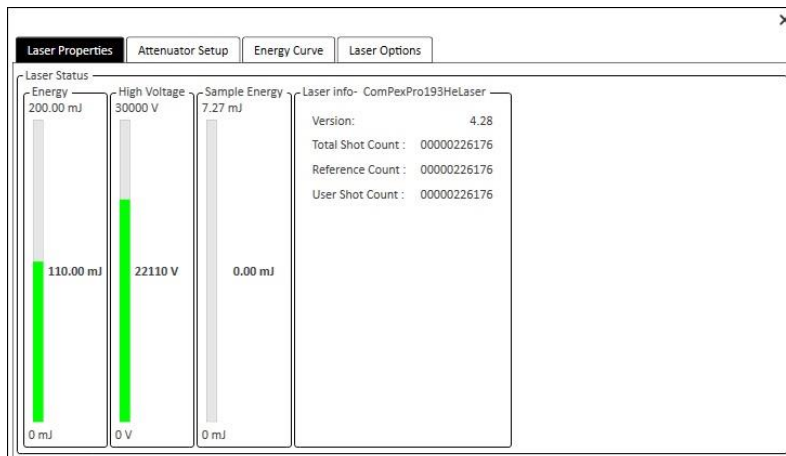 ×
Laser Properties
Attenuator Setup
Energy Curve
Laser Options
Laser Status
Energy
200.00 mJ
110.00 mJ
0 mJ
High Voltage
30000 V
22110 V
0 V
Sample Energy
7.27 mJ
0.00 mJ
0 mJ
Laser info- ComPexPro193HeLaser
Version: 4.28
Total Shot Count : 00000226176
Reference Count : 00000226176
User Shot Count : 00000226176